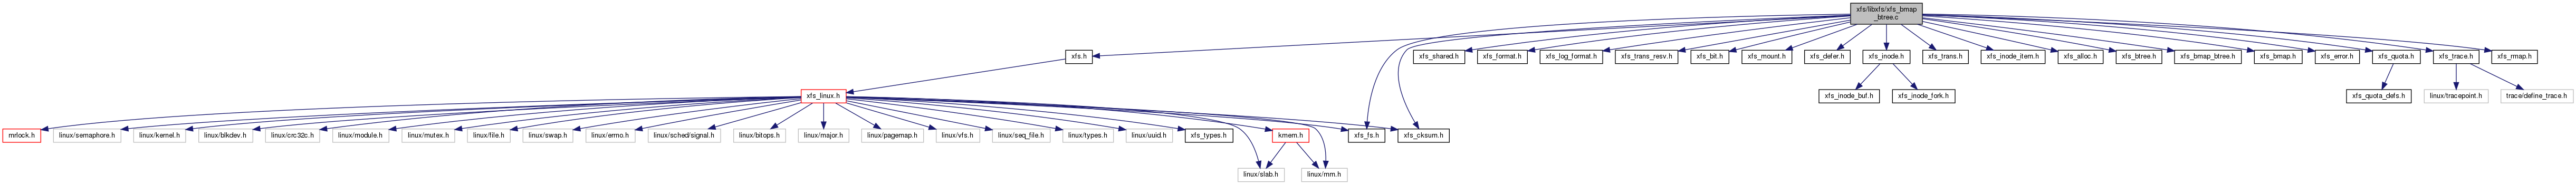 xfs/libxfs/xfs_bmap
_btree.c
xfs.h
xfs_shared.h
xfs_format.h
xfs_log_format.h
xfs_trans_resv.h
xfs_bit.h
xfs_mount.h
xfs_defer.h
xfs_inode.h
xfs_trans.h
xfs_inode_item.h
xfs_alloc.h
xfs_btree.h
xfs_bmap_btree.h
xfs_bmap.h
xfs_error.h
xfs_quota.h
xfs_trace.h
xfs_rmap.h
xfs_linux.h
xfs_inode_buf.h
xfs_inode_fork.h
xfs_quota_defs.h
linux/tracepoint.h
trace/define_trace.h
mrlock.h
linux/semaphore.h
linux/kernel.h
linux/blkdev.h
linux/crc32c.h
linux/module.h
linux/mutex.h
linux/file.h
linux/swap.h
linux/errno.h
linux/sched/signal.h
linux/bitops.h
linux/major.h
linux/pagemap.h
linux/vfs.h
linux/seq_file.h
linux/types.h
linux/uuid.h
xfs_types.h
kmem.h
xfs_fs.h
xfs_cksum.h
linux/slab.h
linux/mm.h